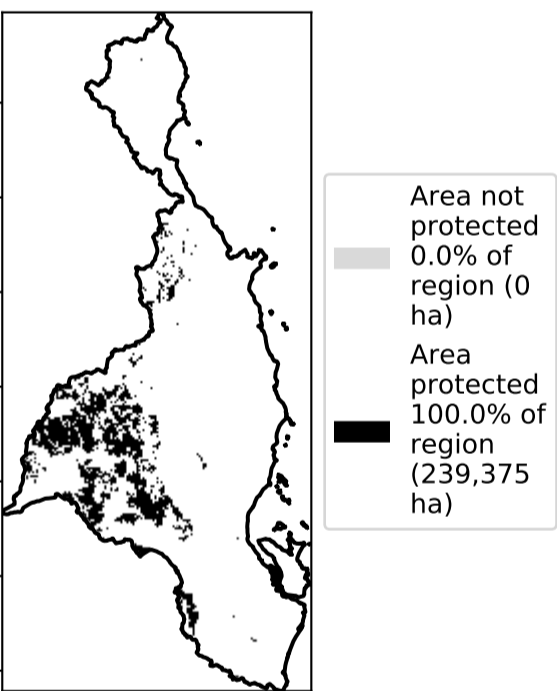 Area not
protected
0.0% of
region (0
ha)
Area
protected
100.0% of
region
(239,375
ha)